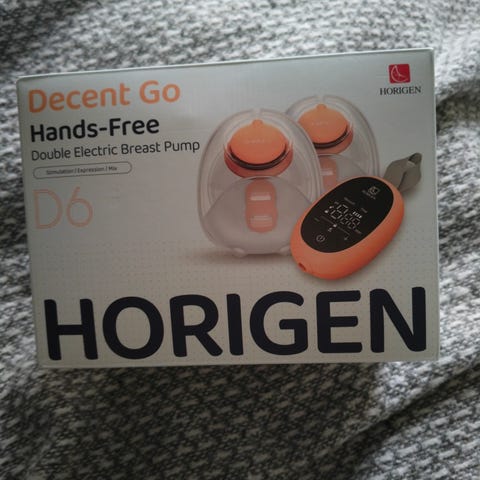 Decent Go
HORIGEN
Hands-Free
Double Electric Breast Pump
Stimulation / Expression / Mix
D6
HORIGEN